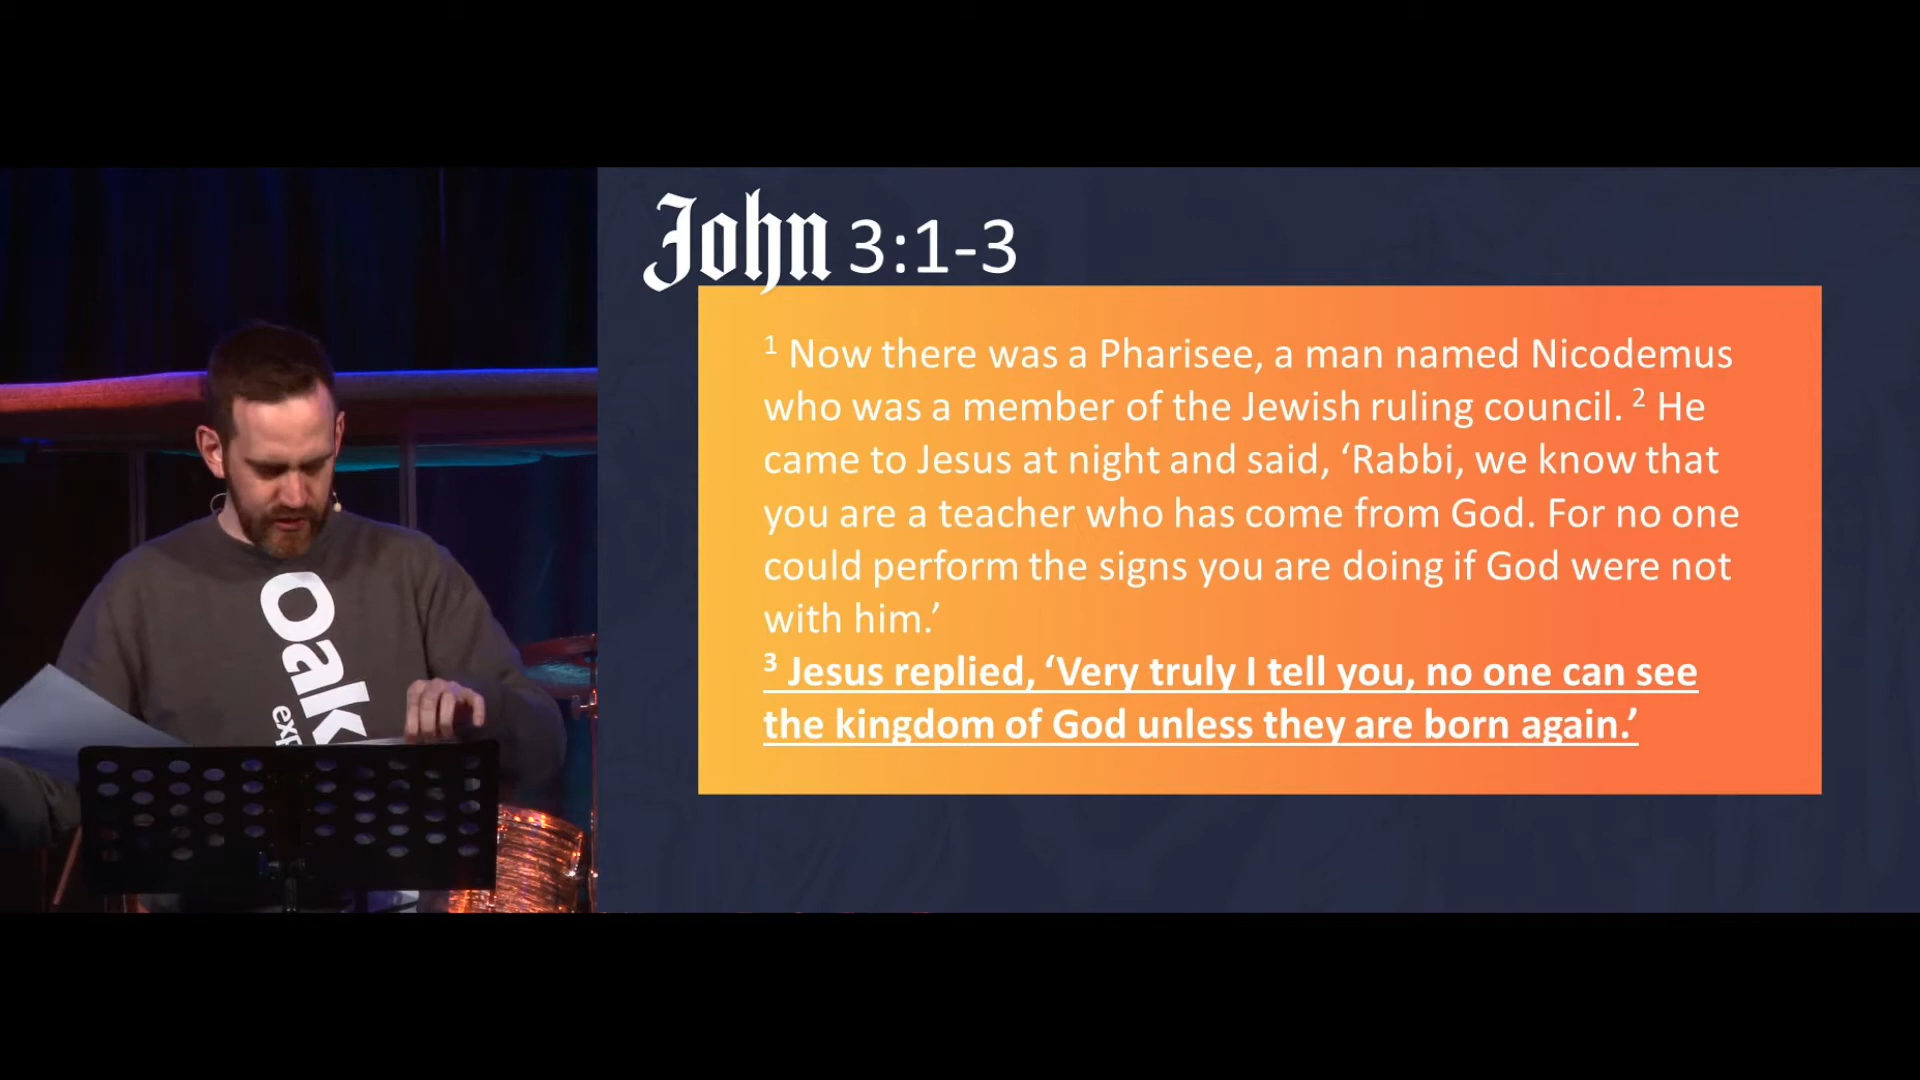 John 3:1-3
1 Now there was a Pharisee, a man named Nicodemus
who was a member of the Jewish ruling council. 2 He
came to Jesus at night and said, ‘Rabbi, we know that
you are a teacher who has come from God. For no one
could perform the signs you are doing if God were not
with him.’
3 Jesus replied, ‘Very truly I tell you, no one can see
the kingdom of God unless they are born again.’